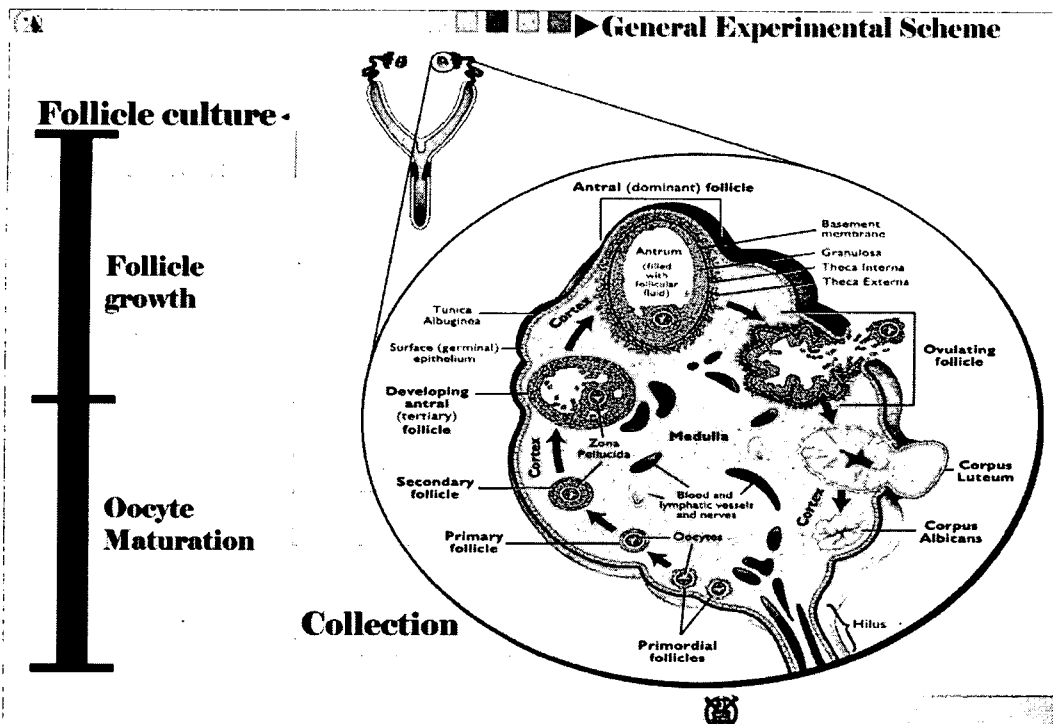 General Experimental Scheme
Follicle culture
Follicle
growth
Oocyte
Maturation
Collection
Antral (dominant) follicle
Basement
membrane
Granulosa
Theca Interna
Theca Externa
Antrum
(filled
with
follicular
fluid)
Tunica
Albuginea
Cortex
Surface (germinal)
epithelium
Ovulating
follicle
Developing
antral
(tertiary)
follicle
Zona
Pellucida
Medulla
Cortex
Secondary
follicle
Blood and
lymphatic vessels
and nerves
Corpus
Luteum
Cortex
Primary
follicle
Oocytes
Corpus
Albicans
Primordial
follicles
Hilus